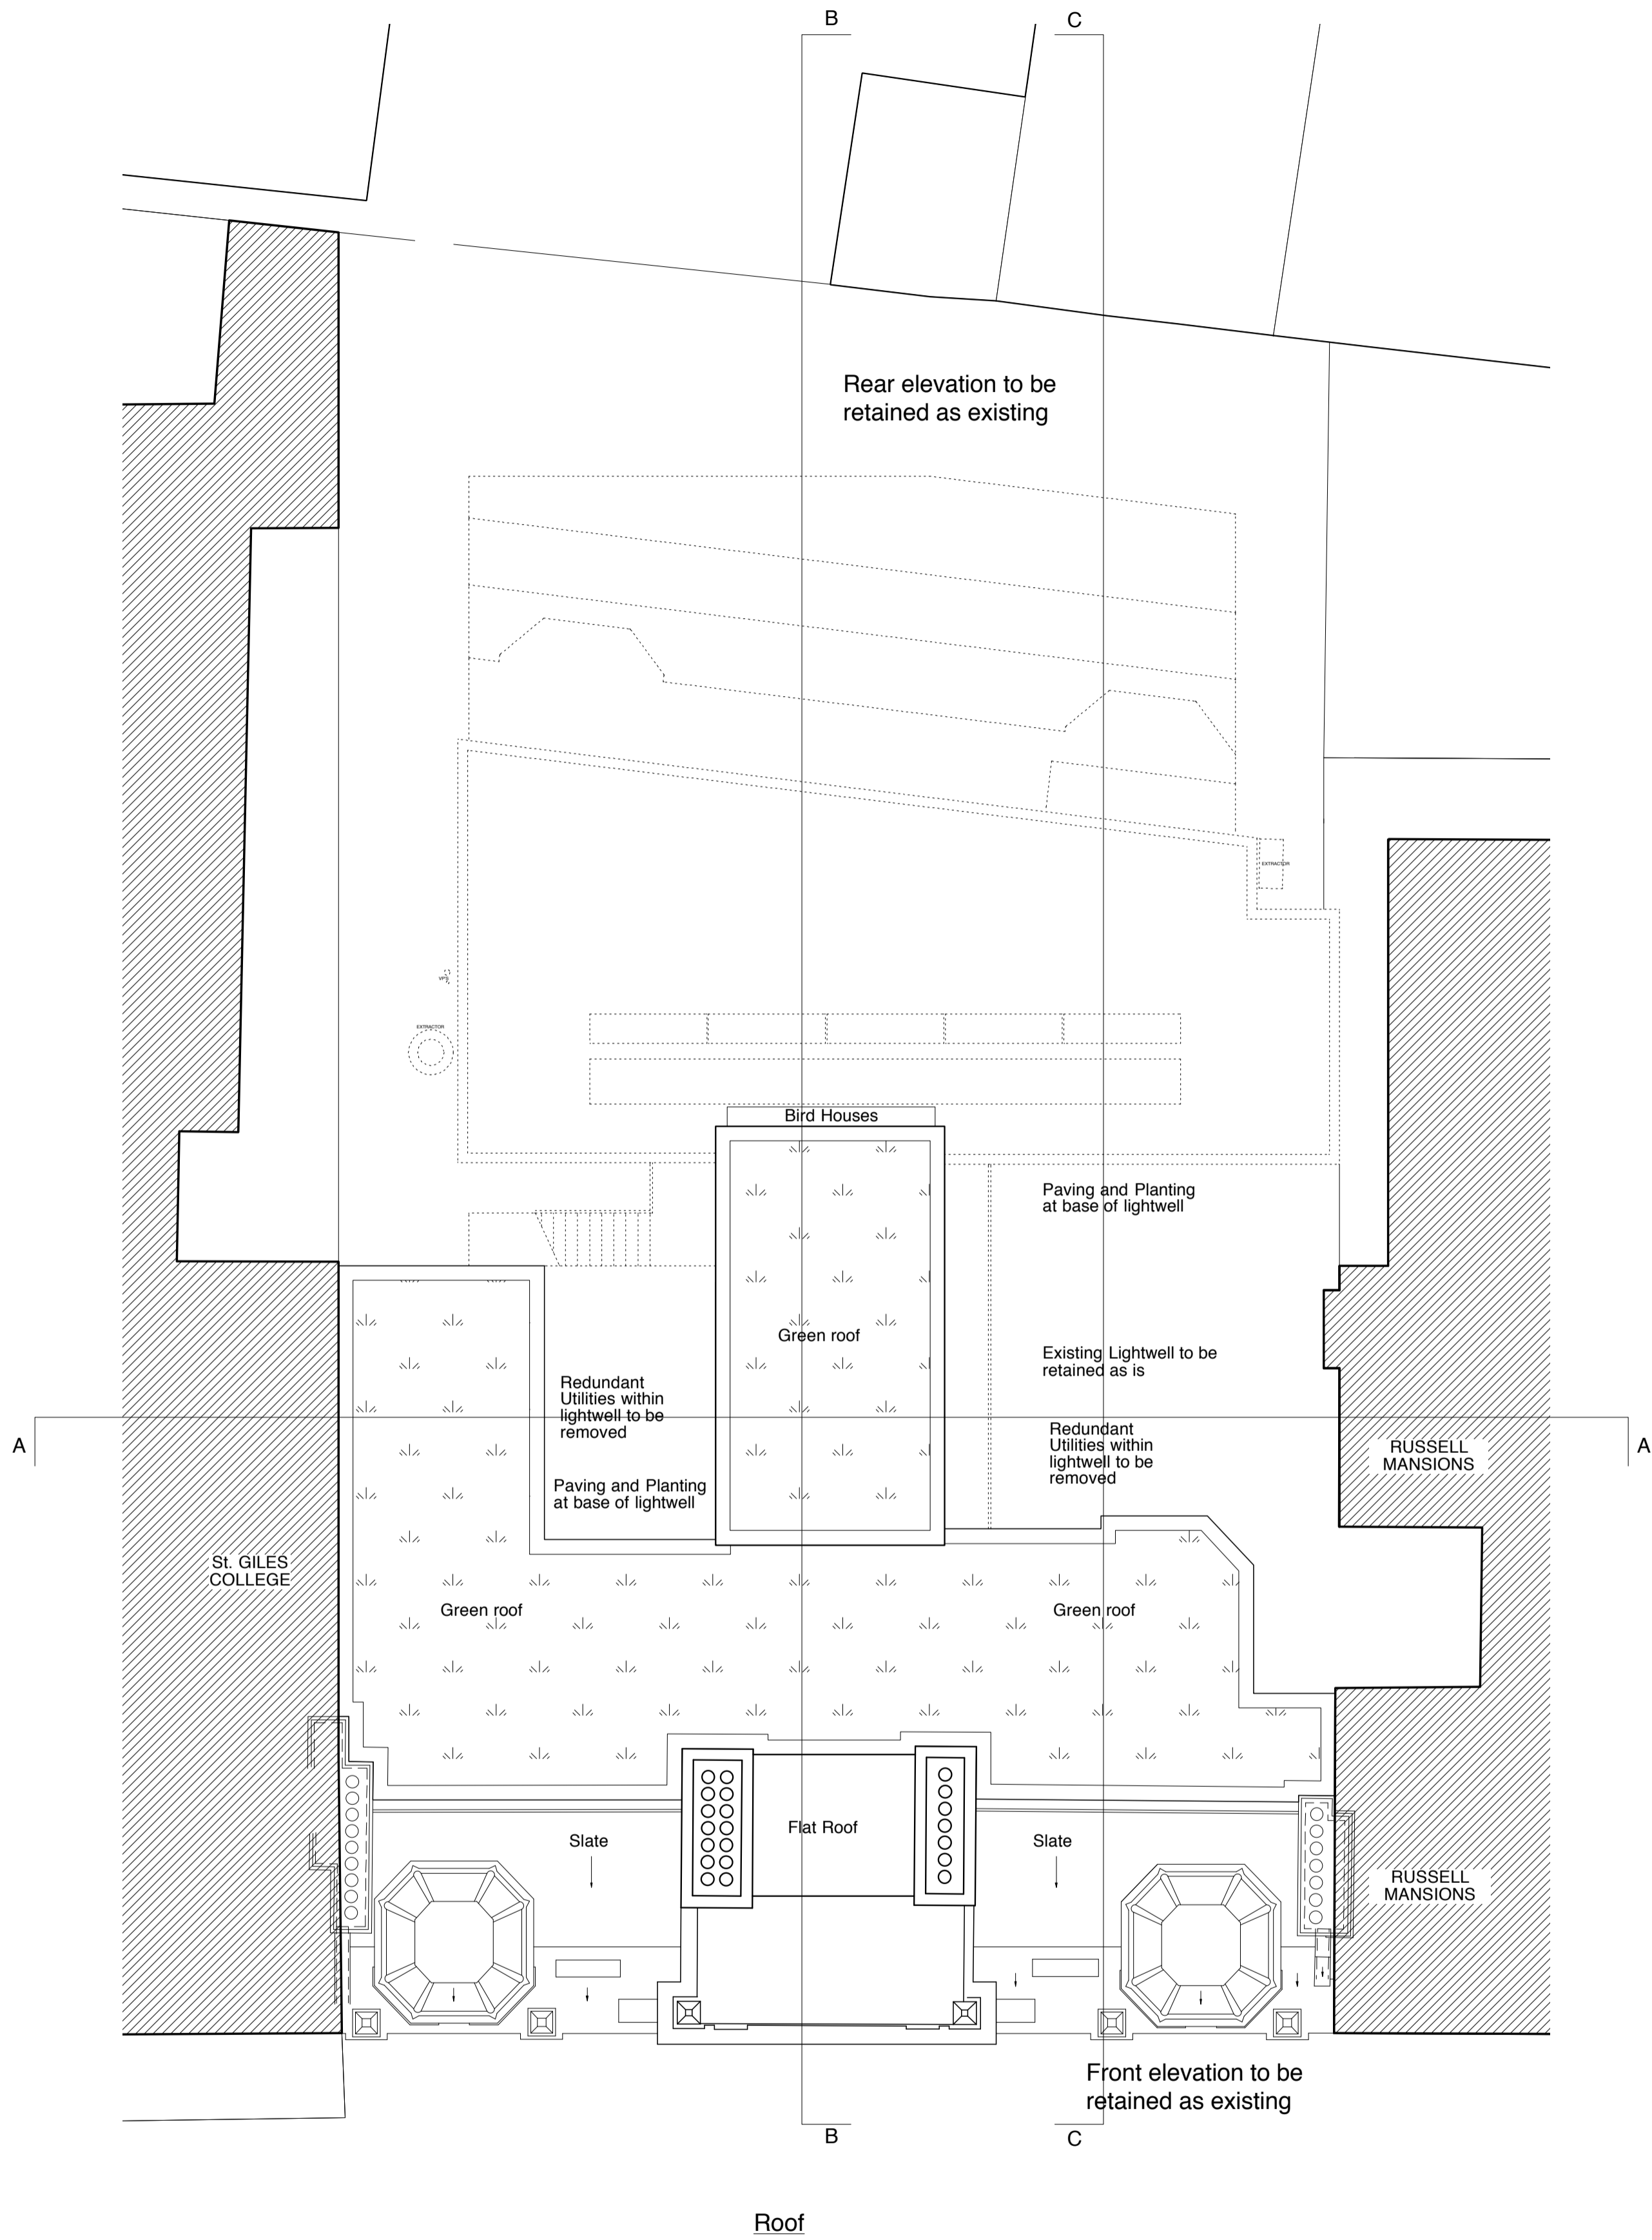 B
C
Rear elevation to be
retained as existing
EXTRACTOR
VP
EXTRACTOR
Bird Houses
Paving and Planting
at base of lightwell
Green roof
Existing Lightwell to be
retained as is
Redundant
Utilities within
lightwell to be
removed
A
Redundant
Utilities within
lightwell to be
removed
RUSSELL
MANSIONS
A
Paving and Planting
at base of lightwell
St. GILES
COLLEGE
Green roof
Green roof
Flat Roof
Slate
Slate
RUSSELL
MANSIONS
Front elevation to be
retained as existing
B
C
Roof